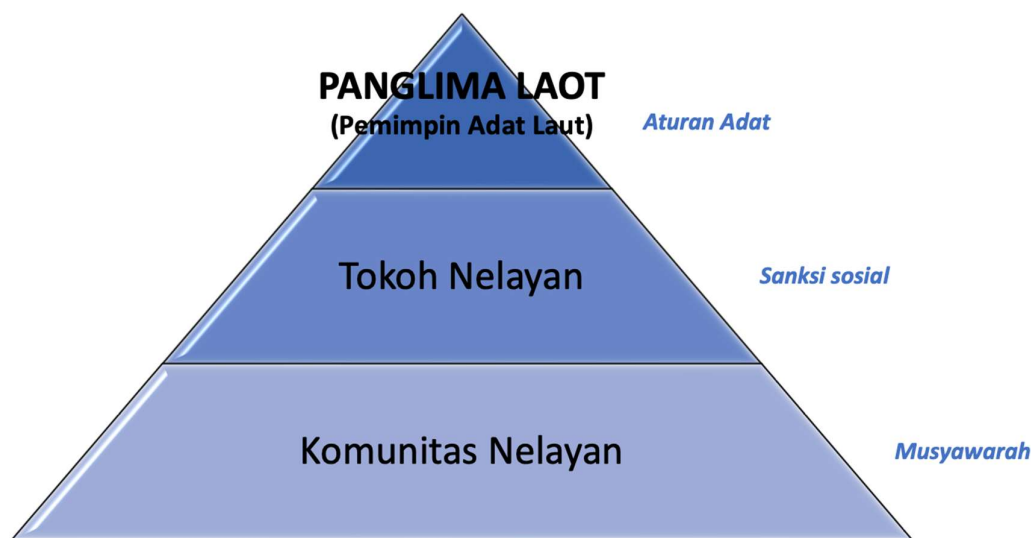 PANGLIMA LAOT
(Pemimpin Adat Laut)
Aturan Adat
Tokoh Nelayan
Sanksi sosial
Komunitas Nelayan
Musyawarah